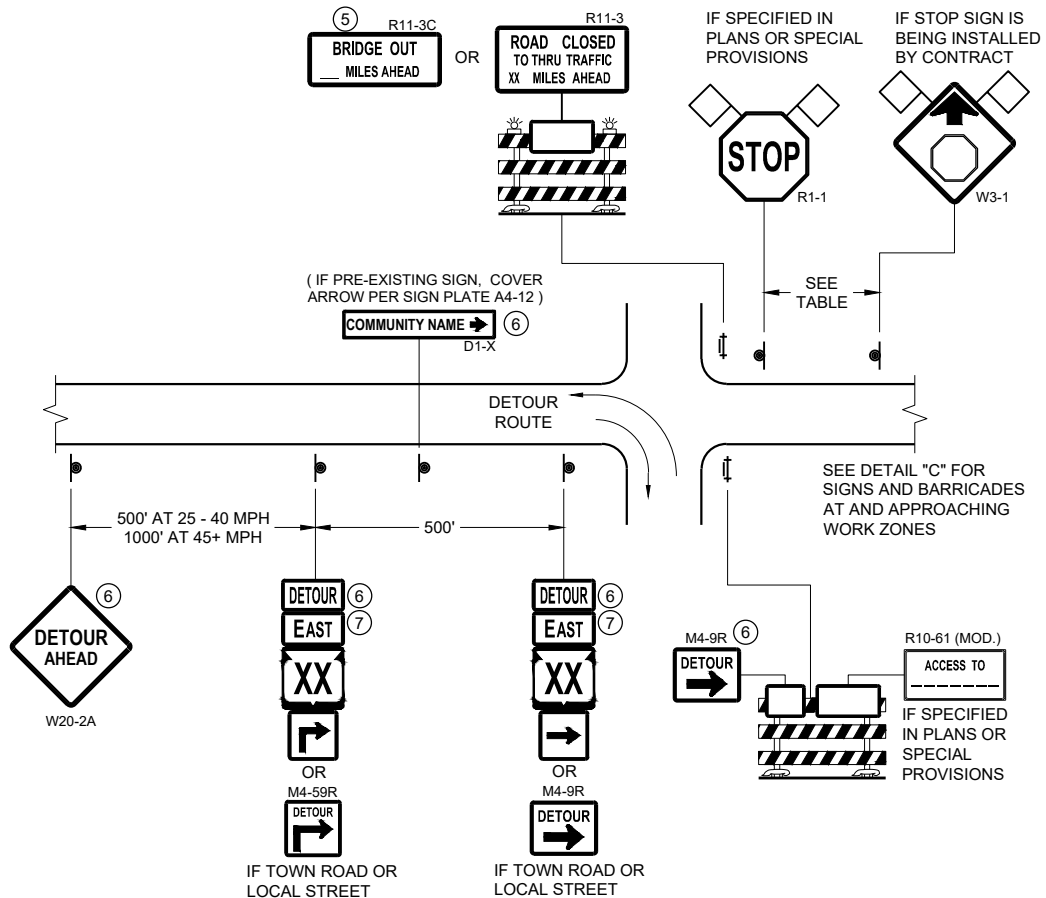 5
R11-3C
BRIDGE OUT
__ MILES AHEAD
OR
R11-3
ROAD CLOSED
TO THRU TRAFFIC
XX MILES AHEAD
IF SPECIFIED IN
PLANS OR SPECIAL
PROVISIONS
STOP
R1-1
IF STOP SIGN IS
BEING INSTALLED
BY CONTRACT
W3-1
SEE
TABLE
( IF PRE-EXISTING SIGN, COVER
ARROW PER SIGN PLATE A4-12 )
COMMUNITY NAME
6
D1-X
DETOUR
ROUTE
SEE DETAIL "C" FOR
SIGNS AND BARRICADES
AT AND APPROACHING
WORK ZONES
500' AT 25 - 40 MPH
1000' AT 45+ MPH
500'
6
DETOUR
AHEAD
W20-2A
DETOUR
6
EAST
7
XX
OR
M4-59R
DETOUR
IF TOWN ROAD OR
LOCAL STREET
DETOUR
6
EAST
7
XX
OR
M4-9R
DETOUR
IF TOWN ROAD OR
LOCAL STREET
M4-9R
6
DETOUR
R10-61 (MOD.)
ACCESS TO
_ _ _ _ _ _ _
IF SPECIFIED
IN PLANS OR
SPECIAL
PROVISIONS